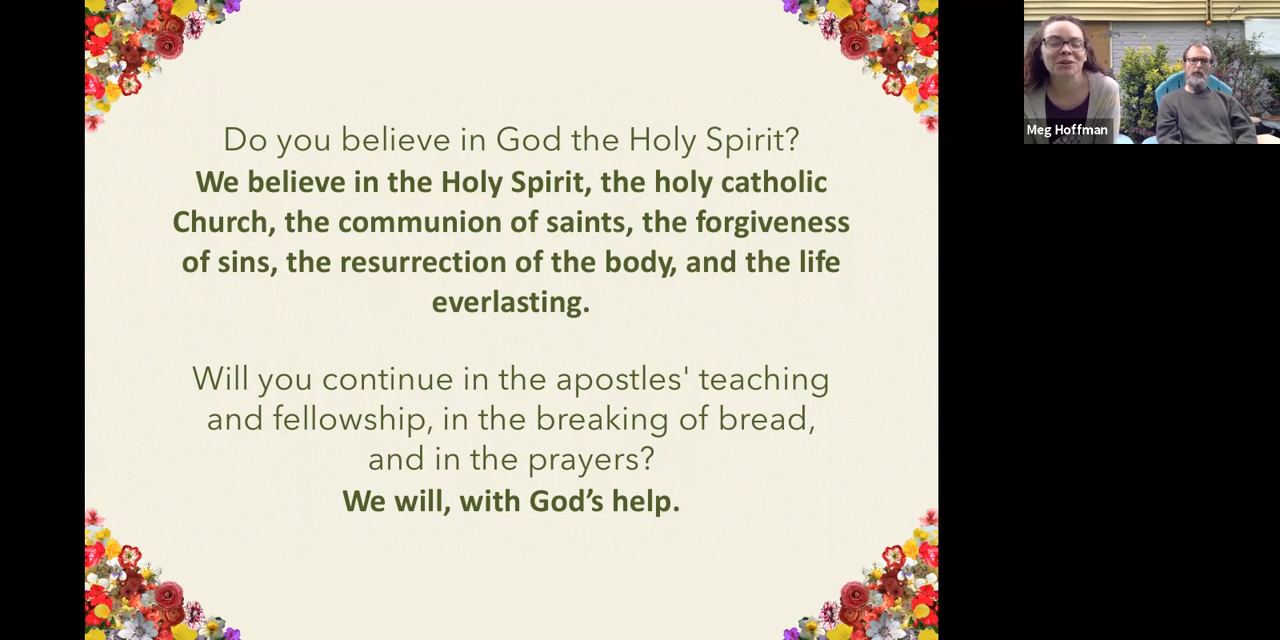 Do you believe in God the Holy Spirit?
We believe in the Holy Spirit, the holy catholic
Church, the communion of saints, the forgiveness
of sins, the resurrection of the body, and the life
everlasting.
Will you continue in the apostles' teaching
and fellowship, in the breaking of bread,
and in the prayers?
We will, with God’s help.
Meg Hoffman